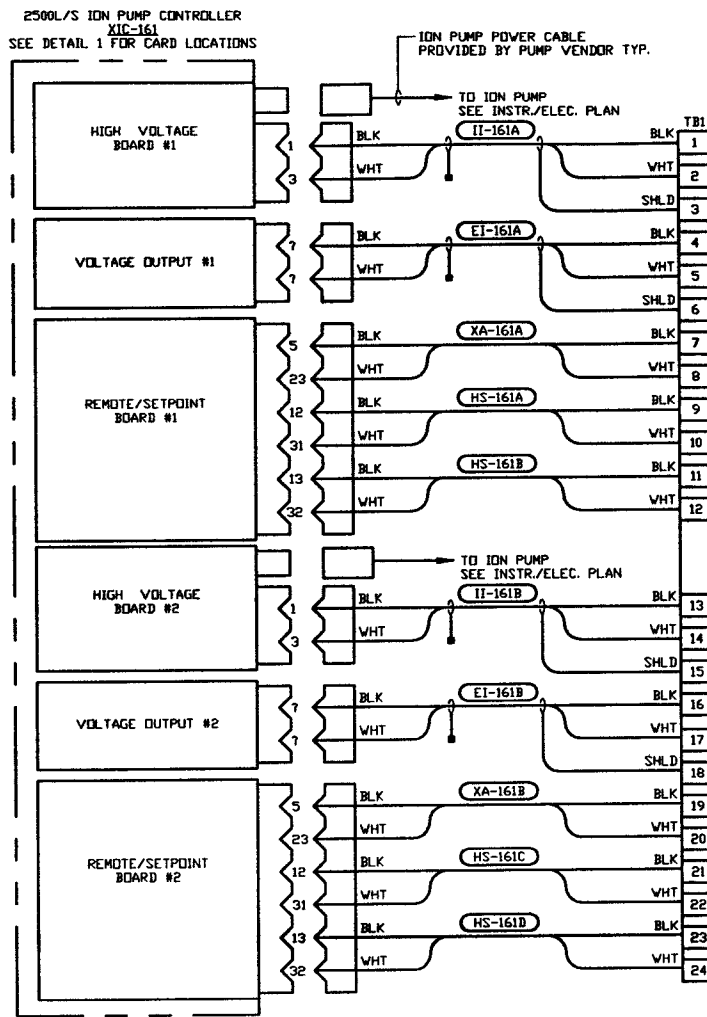 2500L/S ION PUMP CONTROLLER
XIC-161
SEE DETAIL 1 FOR CARD LOCATIONS
ION PUMP POWER CABLE
PROVIDED BY PUMP VENDOR TYP.
TO ION PUMP
SEE INSTR./ELEC. PLAN
TB1
HIGH VOLTAGE
BOARD #1
1 BLK II-161A BLK 1
3 WHT WHT 2
SHLD 3
VOLTAGE OUTPUT #1
? BLK EI-161A BLK 4
? WHT WHT 5
SHLD 6
REMOTE/SETPOINT
BOARD #1
5 BLK XA-161A BLK 7
23 WHT WHT 8
12 BLK HS-161A BLK 9
31 WHT WHT 10
13 BLK HS-161B BLK 11
32 WHT WHT 12
TO ION PUMP
SEE INSTR./ELEC. PLAN
HIGH VOLTAGE
BOARD #2
1 BLK II-161B BLK 13
3 WHT WHT 14
SHLD 15
VOLTAGE OUTPUT #2
? BLK EI-161B BLK 16
? WHT WHT 17
SHLD 18
REMOTE/SETPOINT
BOARD #2
5 BLK XA-161B BLK 19
23 WHT WHT 20
12 BLK HS-161C BLK 21
31 WHT WHT 22
13 BLK HS-161D BLK 23
32 WHT WHT 24